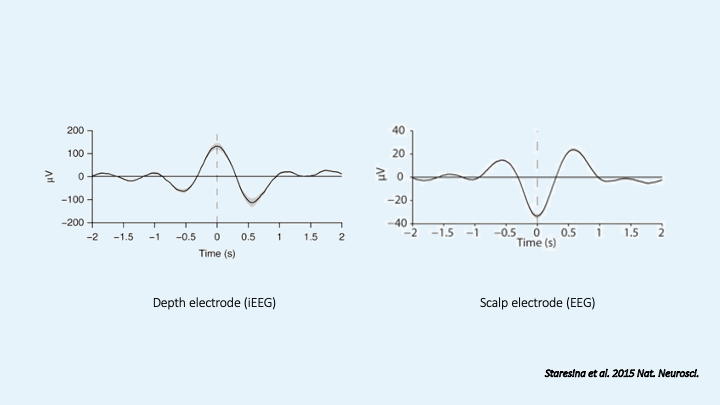 200
100
0
−100
−200
µV
−2 −1.5 −1 −0.5 0 0.5 1 1.5 2
Time (s)
40
20
0
−20
−40
µV
−2 −1.5 −1 −0.5 0 0.5 1 1.5 2
Time (s)
Depth electrode (iEEG)
Scalp electrode (EEG)
Staresina et al. 2015 Nat. Neurosci.